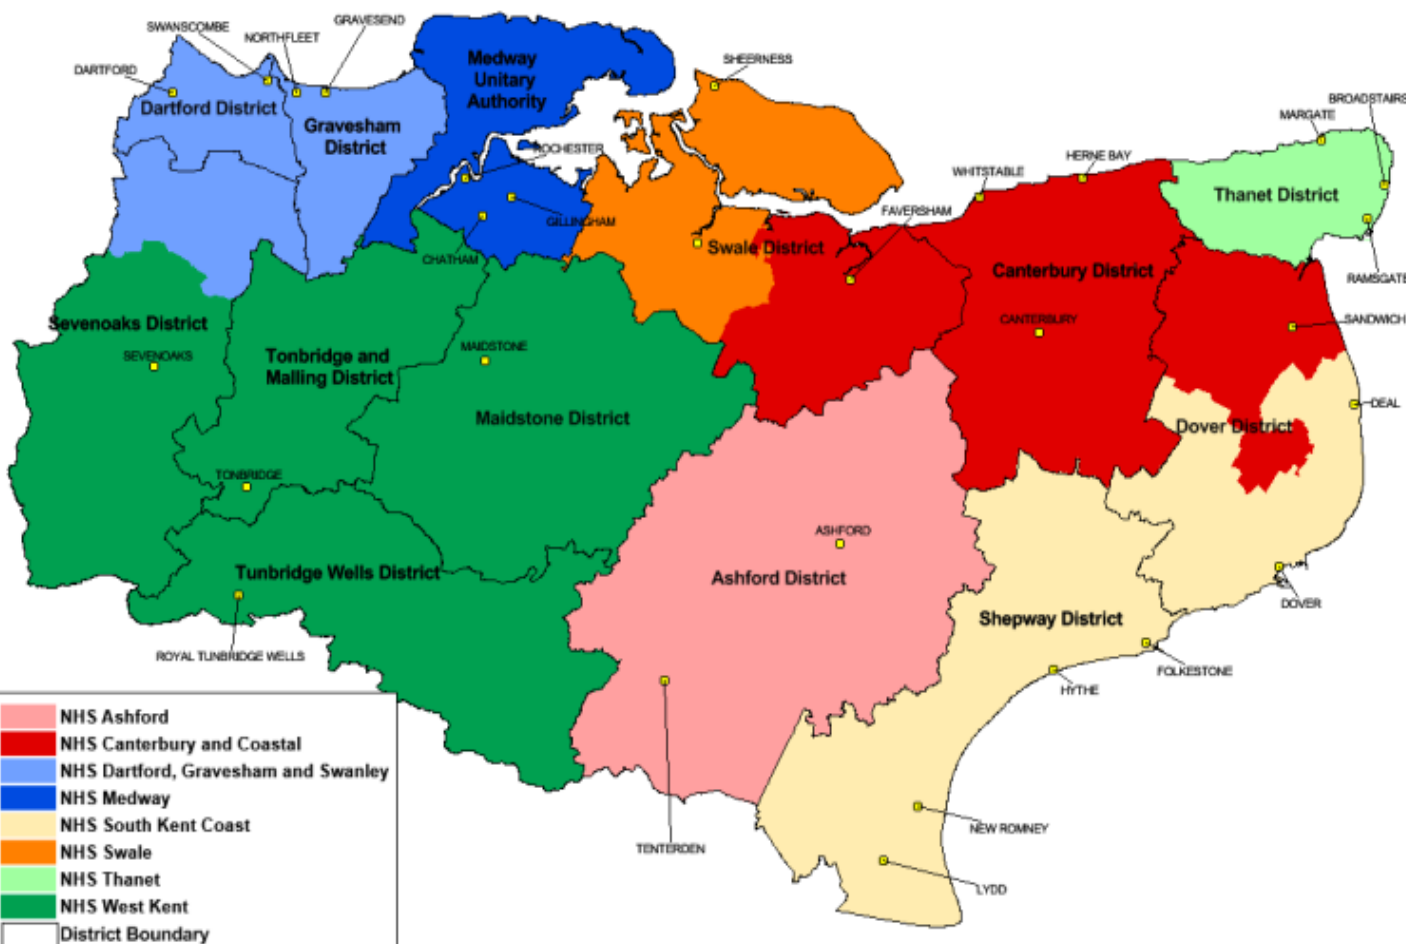 GRAVESEND
SWANSCOMBE
NORTHFLEET
DARTFORD
Dartford District
Gravesham
District
Medway
Unitary
Authority
SHEERNESS
ROCHESTER
GILLINGHAM
CHATHAM
BROADSTAIRS
MARGATE
HERNE BAY
WHITSTABLE
Thanet District
FAVERSHAM
Swale District
Canterbury District
RAMSGATE
CANTERBURY
SANDWICH
Sevenoaks District
SEVENOAKS
Tonbridge and
Malling District
MAIDSTONE
Maidstone District
DEAL
Dover District
TONBRIDGE
ASHFORD
Ashford District
Tunbridge Wells District
ROYAL TUNBRIDGE WELLS
DOVER
Shepway District
FOLKESTONE
HYTHE
NEW ROMNEY
TENTERDEN
LYDD
NHS Ashford
NHS Canterbury and Coastal
NHS Dartford, Gravesham and Swanley
NHS Medway
NHS South Kent Coast
NHS Swale
NHS Thanet
NHS West Kent
District Boundary